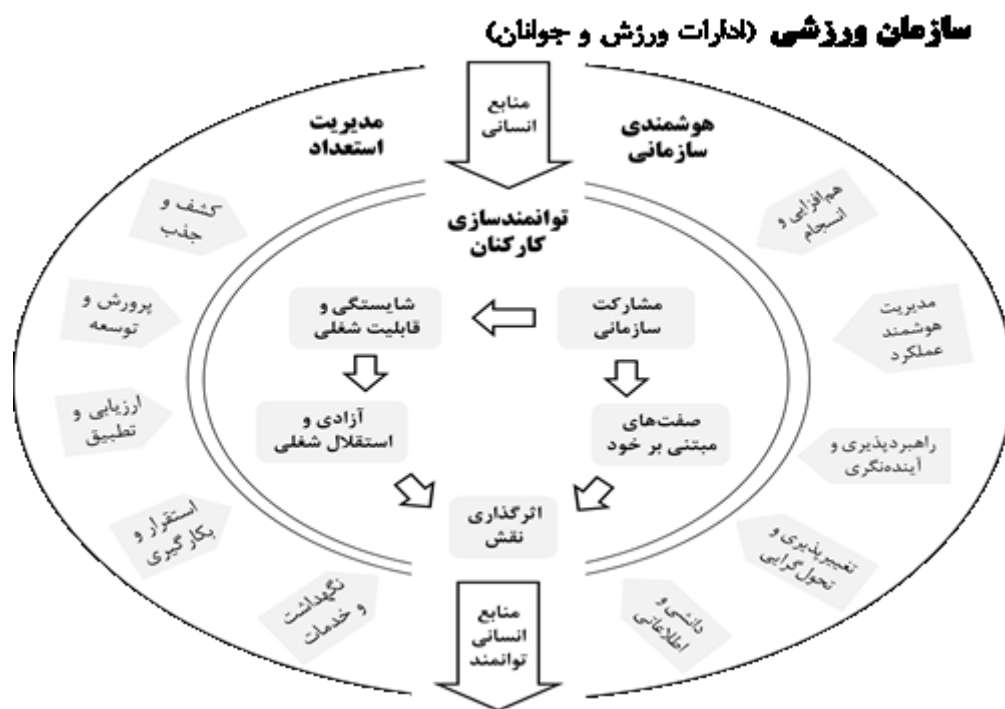 سازمان ورزشی (ادارات ورزش و جوانان)
منابع
انسانی
هوشمندی
سازمانی
مدیریت
استعداد
هم‌افزایی و
انسجام
مدیریت
هوشمند
عملکرد
راهبردپذیری و
آینده‌نگری
تغییرپذیری و
تحول‌گرایی
دانشی و
اطلاعاتی
کشف و
جذب
پرورش و
توسعه
ارزیابی و
تطبیق
استقرار و
بکارگیری
نگهداشت
و خدمات
توانمندسازی
کارکنان
مشارکت
سازمانی
شایستگی و
قابلیت شغلی
صفت‌های
مبتنی بر خود
آزادی و
استقلال شغلی
اثرگذاری
نقش
منابع
انسانی
توانمند